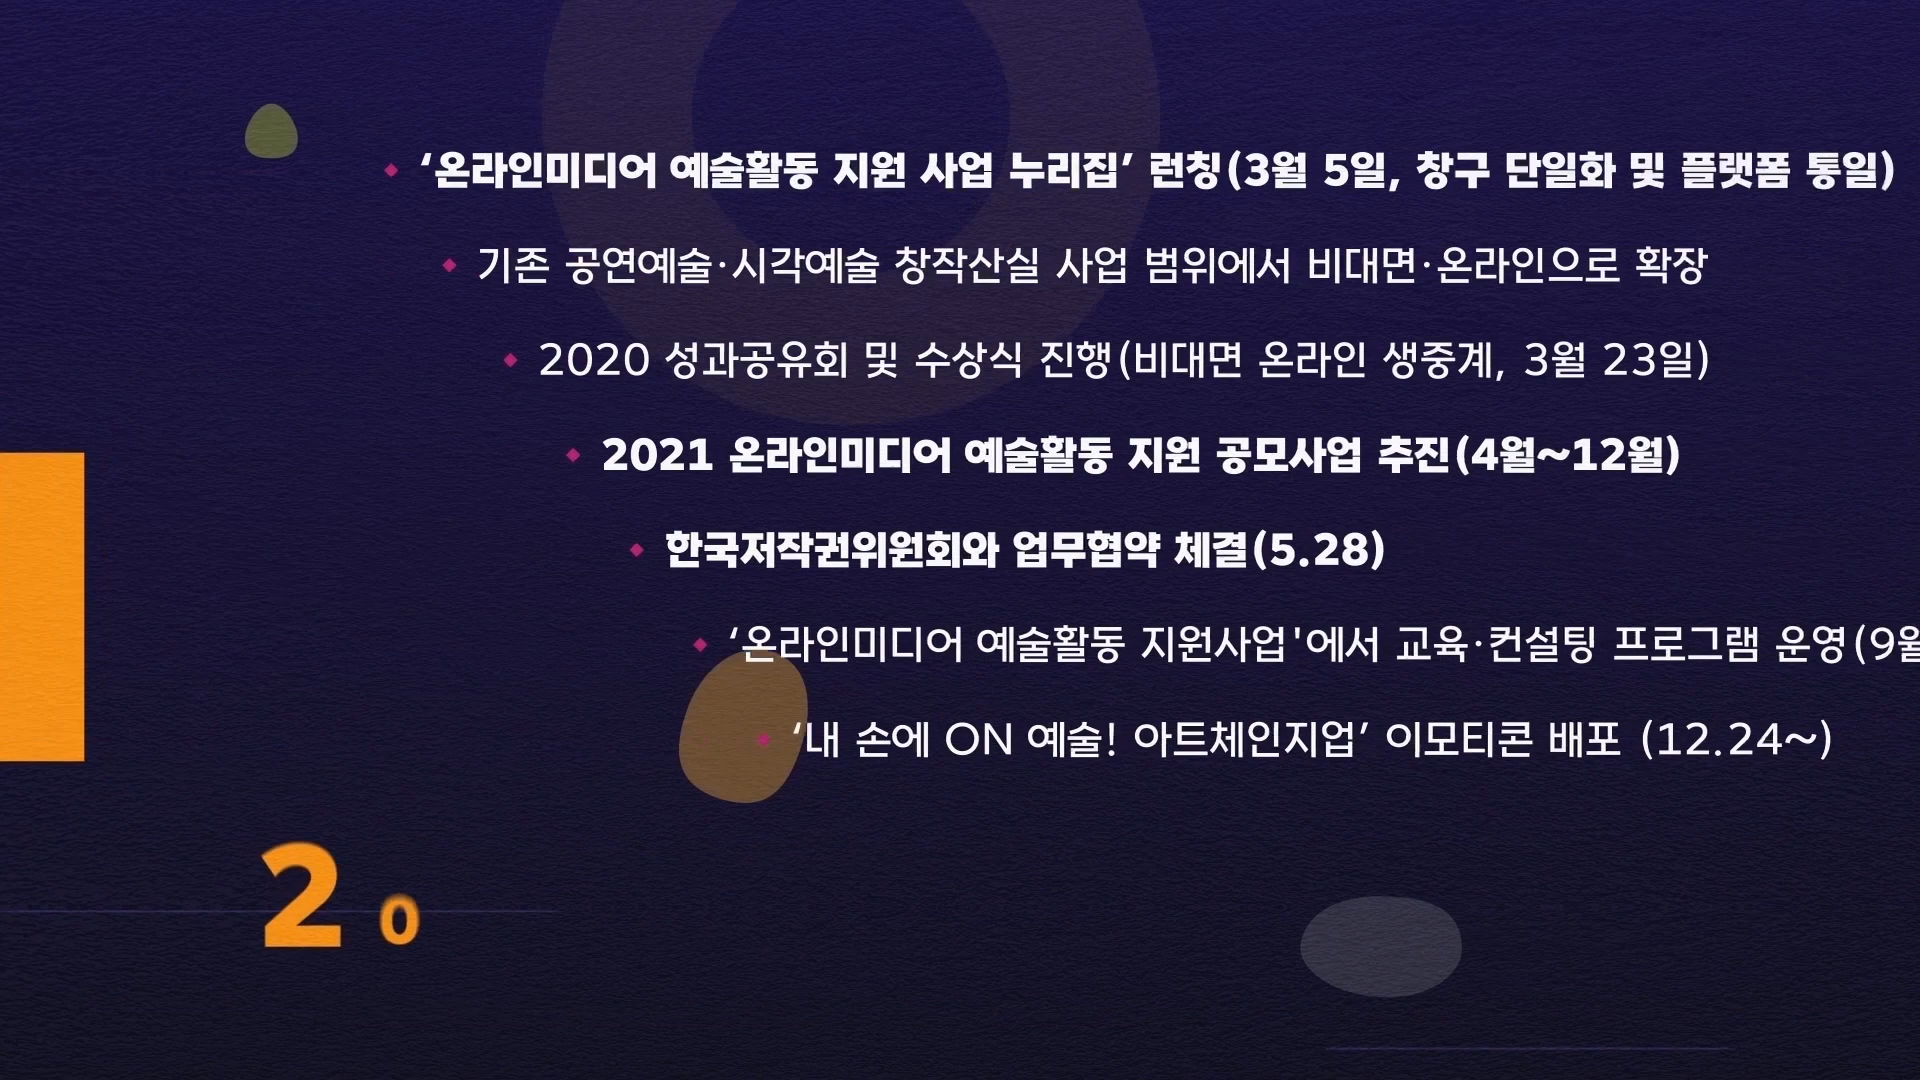 ‘온라인미디어 예술활동 지원 사업 누리집’ 런칭(3월 5일, 창구 단일화 및 플랫폼 통일)
기존 공연예술·시각예술 창작산실 사업 범위에서 비대면·온라인으로 확장
2020 성과공유회 및 수상식 진행(비대면 온라인 생중계, 3월 23일)
2021 온라인미디어 예술활동 지원 공모사업 추진(4월~12월)
한국저작권위원회와 업무협약 체결(5.28)
‘온라인미디어 예술활동 지원사업'에서 교육·컨설팅 프로그램 운영(9월
‘내 손에 ON 예술! 아트체인지업’ 이모티콘 배포 (12.24~)
2 0